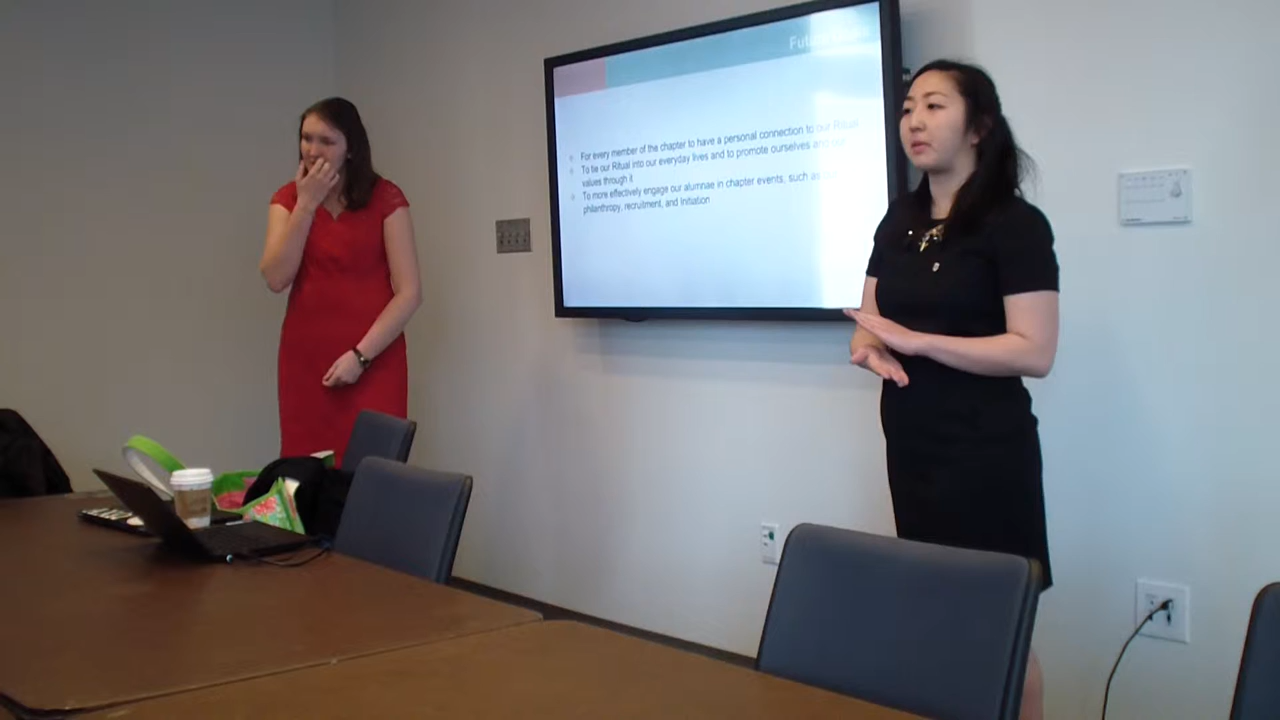 For every member of the chapter to have a personal connection to our Ritual
To tie our Ritual into our everyday lives and to promote ourselves and our
values through it
To more effectively engage our alumnae in chapter events, such as
philanthropy, recruitment, and Initiation